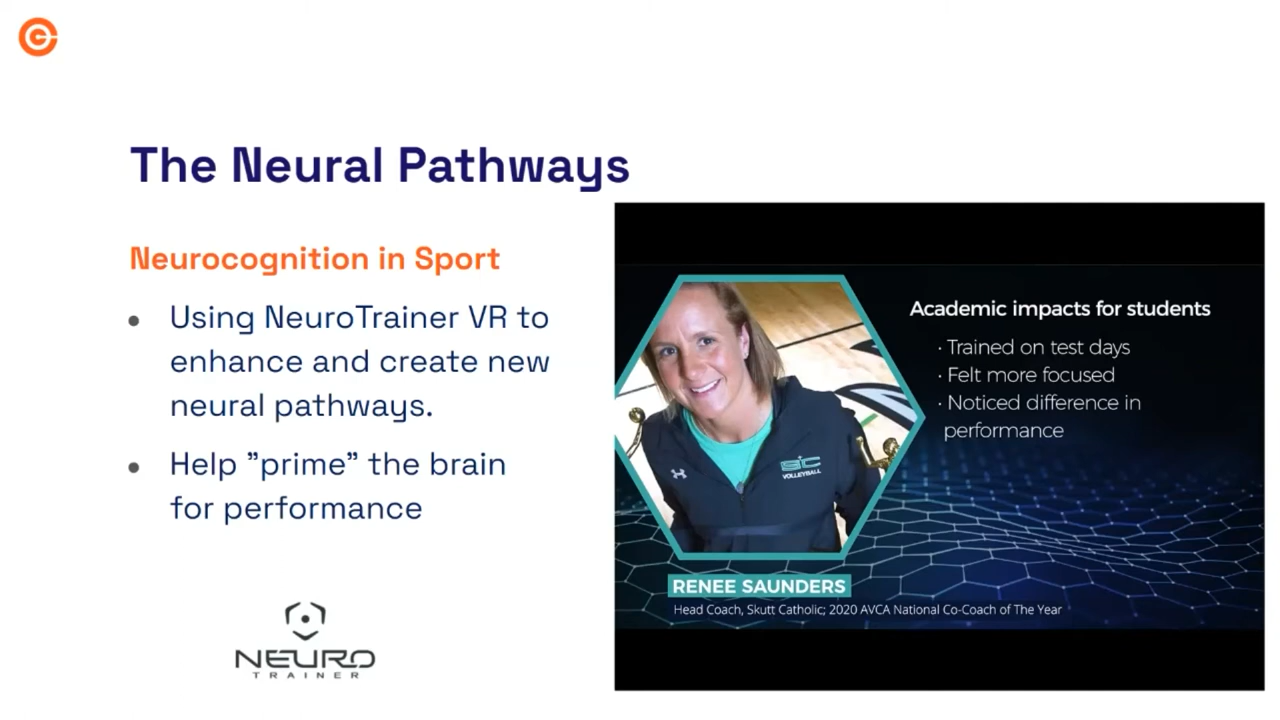 The Neural Pathways
Neurocognition in Sport
• Using NeuroTrainer VR to
enhance and create new
neural pathways.
• Help ”prime” the brain
for performance
NEURO
TRAINER
Academic impacts for students
· Trained on test days
· Felt more focused
· Noticed difference in
performance
SC
VOLLEYBALL
RENEE SAUNDERS
Head Coach, Skutt Catholic; 2020 AVCA National Co-Coach of The Year